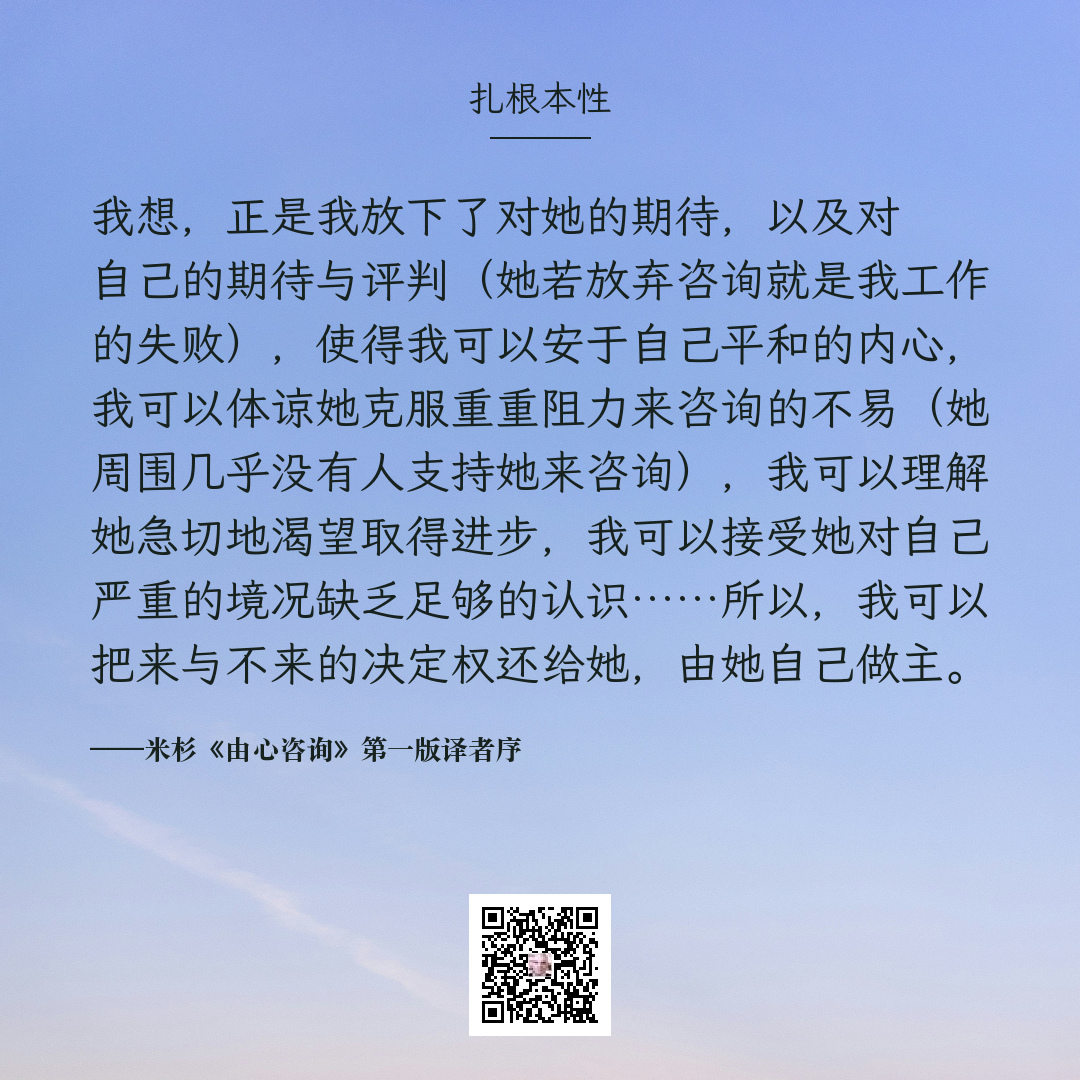 扎根本性
我想，正是我放下了对她的期待，以及对
自己的期待与评判（她若放弃咨询就是我工作
的失败），使得我可以安于自己平和的内心，
我可以体谅她克服重重阻力来咨询的不易（她
周围几乎没有人支持她来咨询），我可以理解
她急切地渴望取得进步，我可以接受她对自己
严重的境况缺乏足够的认识……所以，我可以
把来与不来的决定权还给她，由她自己做主。
——米杉《由心咨询》第一版译者序